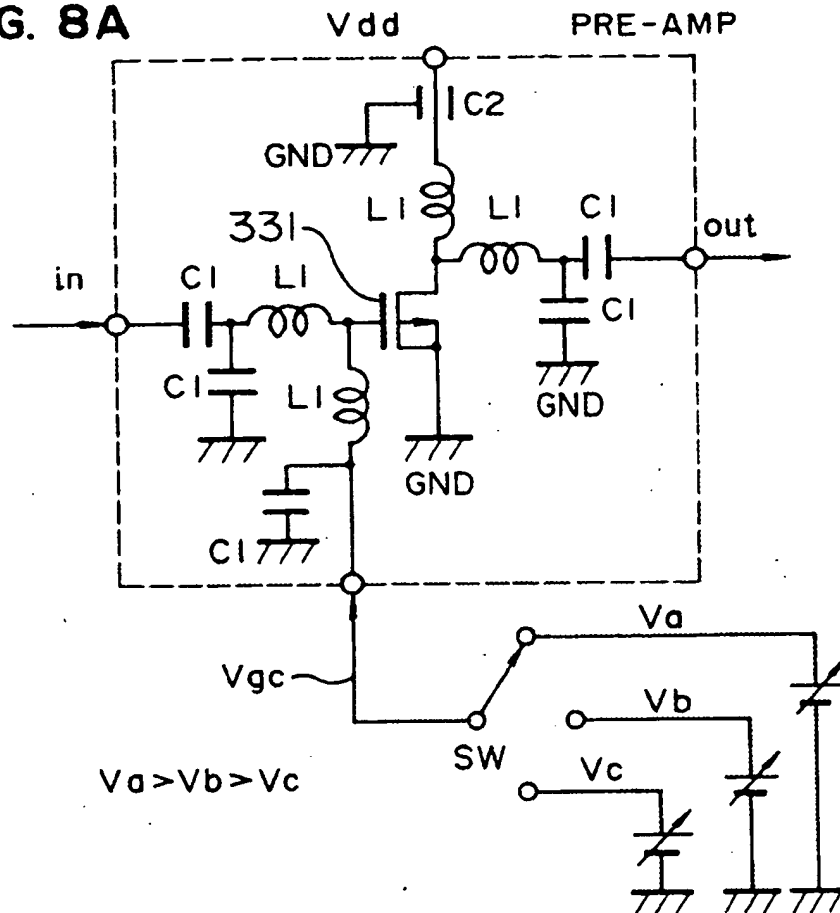 G. 8A
Vdd
PRE-AMP
C2
GND
L1
L1
C1
out
331
in
C1
L1
C1
C1
L1
GND
GND
C1
Va
Vgc
Vb
SW
Vc
Va>Vb>Vc